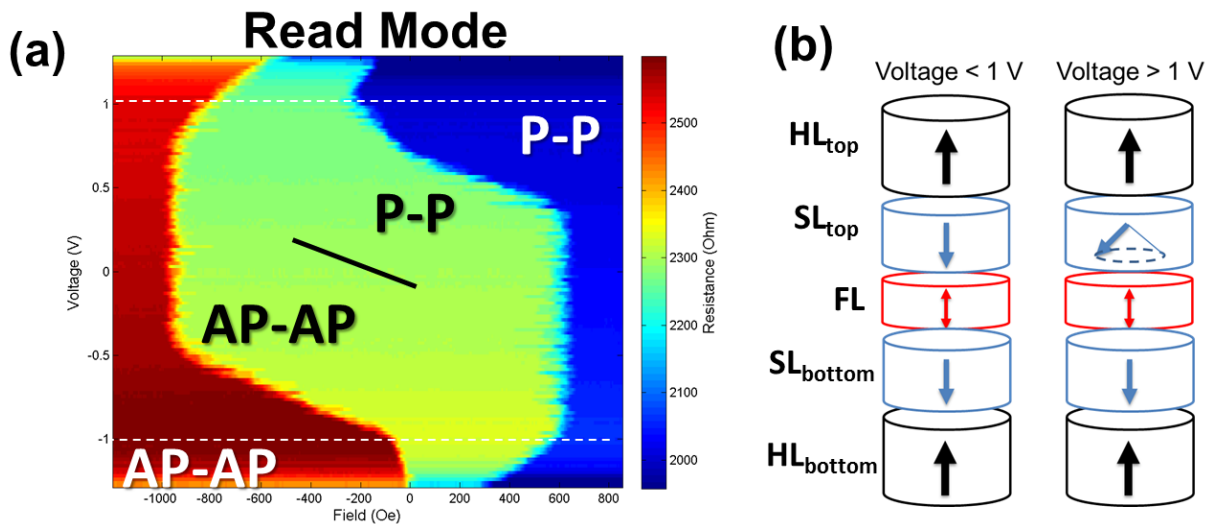 (a)
Read Mode
P-P
P-P
AP-AP
AP-AP
1
0.5
0
-0.5
-1
Voltage (V)
-1000
-800
-600
-400
-200
0
200
400
600
800
Field (Oe)
2500
2400
2300
2200
2100
2000
Resistance (Ohm)
(b)
Voltage < 1 V
Voltage > 1 V
HLtop
SLtop
FL
SLbottom
HLbottom